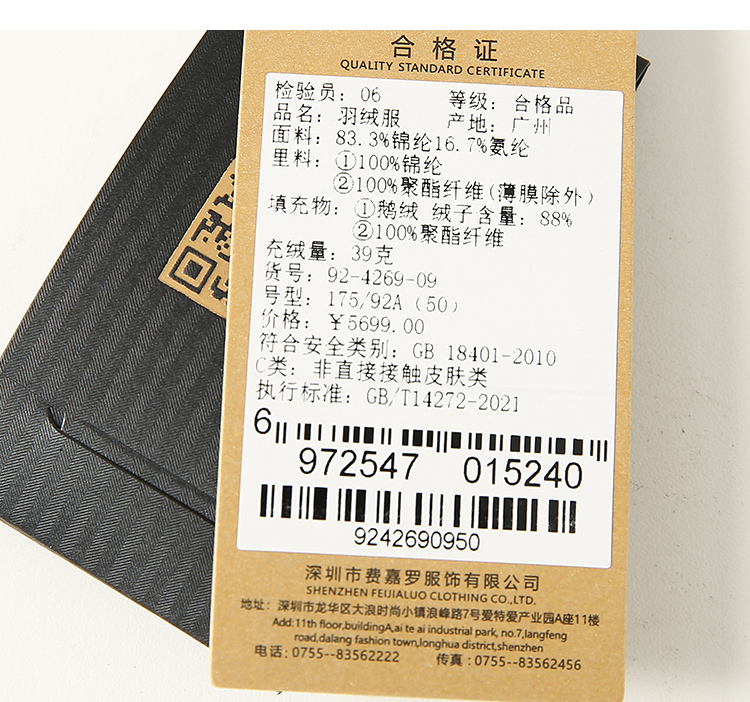 合格证
QUALITY STANDARD CERTIFICATE
检验员：06 等级：合格品
品名：羽绒服 产地：广州
面料：83.3%锦纶16.7%氨纶
里料：①100%锦纶
②100%聚酯纤维(薄膜除外)
填充物：①鹅绒 绒子含量：88%
②100%聚酯纤维
充绒量：39克
货号：92-4269-09
号型：175/92A（50）
价格：￥5699.00
符合安全类别：GB 18401-2010
C类：非直接接触皮肤类
执行标准：GB/T14272-2021
6 972547 015240
9242690950
深圳市费嘉罗服饰有限公司
SHENZHEN FEIJIALUO CLOTHING CO.,LTD.
地址：深圳市龙华区大浪时尚小镇浪峰路7号爱特爱产业园A座11楼
Add:11th floor,buildingA,ai te ai industrial park, no.7,langfeng
road,dalang fashion town,longhua district,shenzhen
电话：0755--83562222 传真：0755--83562456